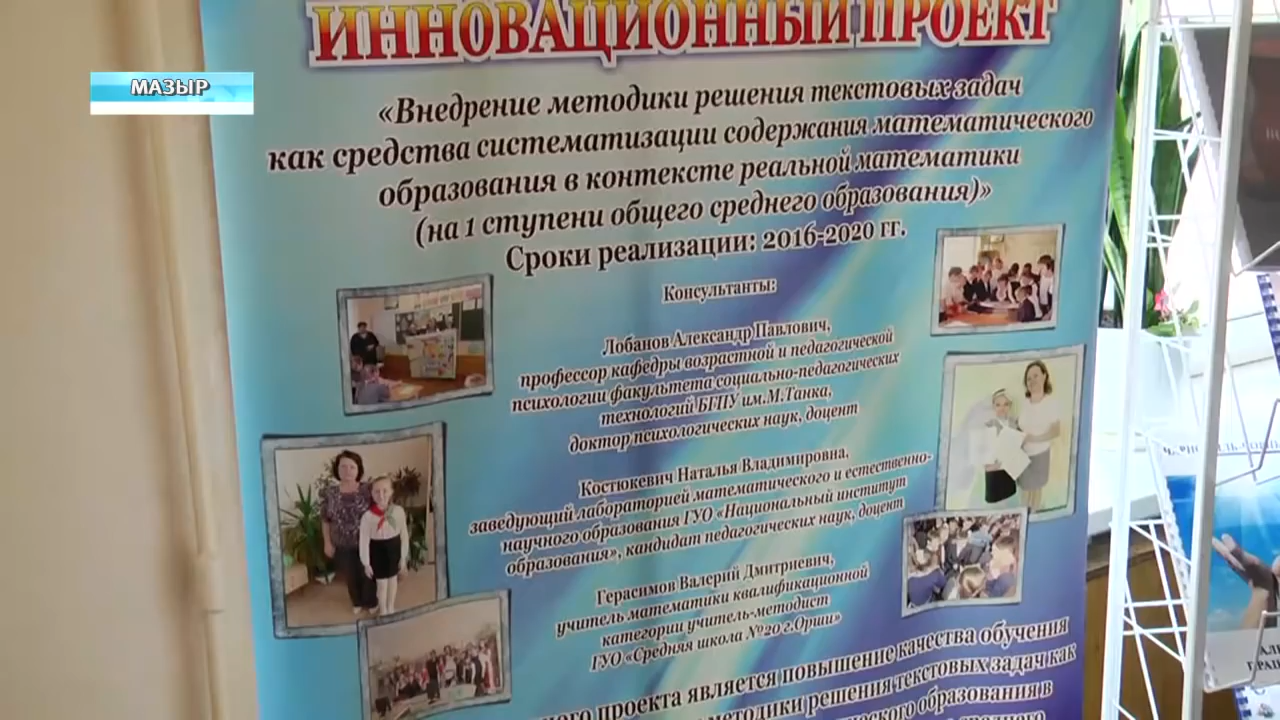 МАЗЫР
ИННОВАЦИОННЫЙ ПРОЕКТ
«Внедрение методики решения текстовых задач
как средства систематизации содержания математического
образования в контексте реальной математики
(на 1 ступени общего среднего образования)»
Сроки реализации: 2016-2020 гг.
Консультанты:
Лобанов Александр Павлович,
профессор кафедры возрастной и педагогической
психологии факультета социально-педагогических
технологий БГПУ им.М.Танка,
доктор психологических наук, доцент
Костюкевич Наталья Владимировна,
заведующий лабораторией математического и естественно-
научного образования ГУО «Национальный институт
образования», кандидат педагогических наук, доцент
Герасимов Валерий Дмитриевич,
учитель математики квалификационной
категории учитель-методист
ГУО «Средняя школа №20 г.Орши»
проекта является повышение качества обучения
методики решения текстовых задач как
образования в